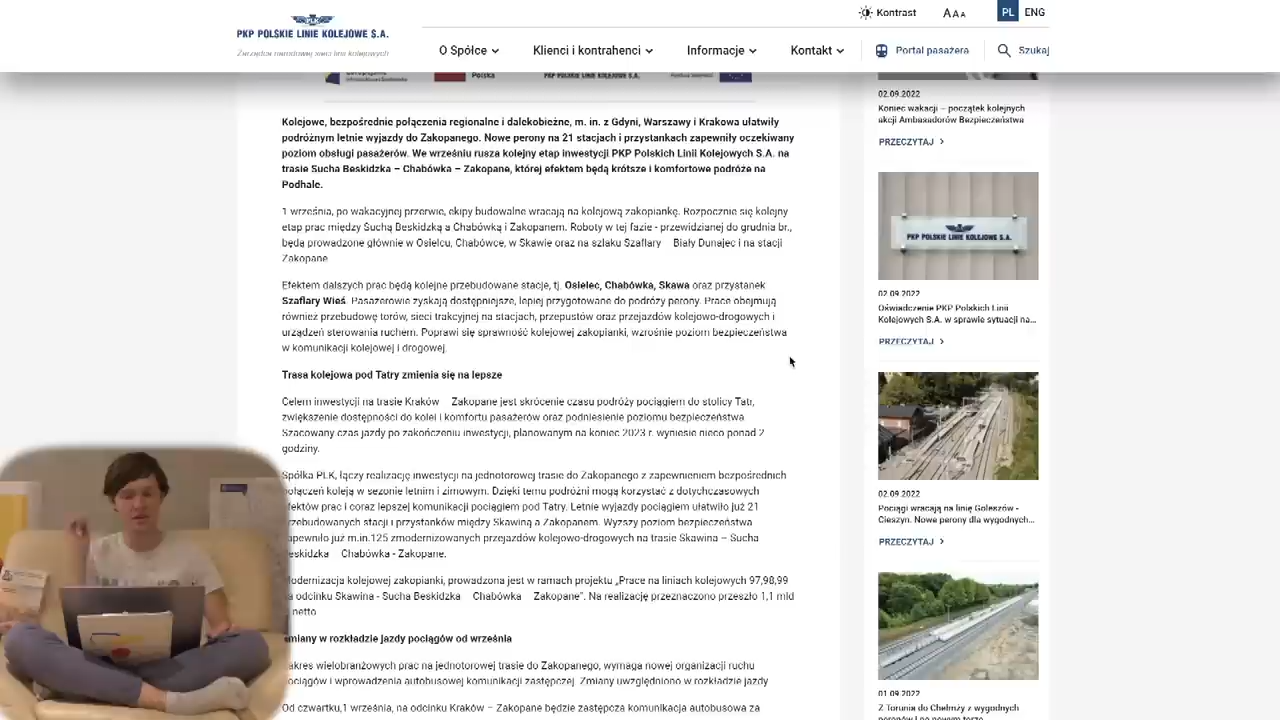 PKP POLSKIE LINIE KOLEJOWE S.A.
Zarządca narodowej sieci linii kolejowych
Kontrast
A A A
PL ENG
O Spółce
Klienci i kontrahenci
Informacje
Kontakt
Portal pasażera
Szukaj
Polska
Kolejowe, bezpośrednie połączenia regionalne i dalekobieżne, m. in. z Gdyni, Warszawy i Krakowa ułatwiły
podróżnym letnie wyjazdy do Zakopanego. Nowe perony na 21 stacjach i przystankach zapewniły oczekiwany
poziom obsługi pasażerów. We wrześniu rusza kolejny etap inwestycji PKP Polskich Linii Kolejowych S.A. na
trasie Sucha Beskidzka – Chabówka – Zakopane, której efektem będą krótsze i komfortowe podróże na
Podhale.
1 września, po wakacyjnej przerwie, ekipy budowalne wracają na kolejową zakopiankę. Rozpocznie się kolejny
etap prac między Suchą Beskidzką a Chabówką i Zakopanem. Roboty w tej fazie - przewidzianej do grudnia br.,
będą prowadzone głównie w Osielcu, Chabówce, w Skawie oraz na szlaku Szaflary Biały Dunajec i na stacji
Zakopane
Efektem dalszych prac będą kolejne przebudowane stacje, tj. Osielec, Chabówka, Skawa oraz przystanek
Szaflary Wieś. Pasażerowie zyskają dostępniejsze, lepiej przygotowane do podróży perony. Prace obejmują
również przebudowę torów, sieci trakcyjnej na stacjach, przepustów oraz przejazdów kolejowo-drogowych i
urządzeń sterowania ruchem. Poprawi się sprawność kolejowej zakopianki, wzrośnie poziom bezpieczeństwa
w komunikacji kolejowej i drogowej.
Trasa kolejowa pod Tatry zmienia się na lepsze
Celem inwestycji na trasie Kraków Zakopane jest skrócenie czasu podróży pociągiem do stolicy Tatr,
zwiększenie dostępności do kolei i komfortu pasażerów oraz podniesienie poziomu bezpieczeństwa
Szacowany czas jazdy po zakończeniu inwestycji, planowanym na koniec 2023 r. wyniesie nieco ponad 2
godziny.
Spółka PLK, łączy realizację inwestycji na jednotorowej trasie do Zakopanego z zapewnieniem bezpośrednich
połączeń koleją w sezonie letnim i zimowym. Dzięki temu podróżni mogą korzystać z dotychczasowych
efektów prac i coraz lepszej komunikacji pociągiem pod Tatry. Letnie wyjazdy pociągiem ułatwiło już 21
przebudowanych stacji i przystanków między Skawiną a Zakopanem. Wyższy poziom bezpieczeństwa
zapewniło już m.in.125 zmodernizowanych przejazdów kolejowo-drogowych na trasie Skawina – Sucha
Beskidzka Chabówka - Zakopane.
Modernizacja kolejowej zakopianki, prowadzona jest w ramach projektu „Prace na liniach kolejowych 97,98,99
na odcinku Skawina - Sucha Beskidzka Chabówka Zakopane”. Na realizację przeznaczono przeszło 1,1 mld
netto
Zmiany w rozkładzie jazdy pociągów od września
Zakres wielobranżowych prac na jednotorowej trasie do Zakopanego, wymaga nowej organizacji ruchu
pociągów i wprowadzenia autobusowej komunikacji zastępczej. Zmiany uwzględniono w rozkładzie jazdy
Od czwartku,1 września, na odcinku Kraków – Zakopane będzie zastępcza komunikacja autobusowa za
02.09.2022
Koniec wakacji – początek kolejnych
akcji Ambasadorów Bezpieczeństwa
PRZECZYTAJ
PKP POLSKIE LINIE KOLEJOWE S.A.
02.09.2022
Oświadczenie PKP Polskich Linii
Kolejowych S.A. w sprawie sytuacji na...
PRZECZYTAJ
02.09.2022
Pociągi wracają na linię Goleszów -
Cieszyn. Nowe perony dla wygodnych...
PRZECZYTAJ
01.09.2022
Z Torunia do Chełmży z wygodnych
peronów i po nowym torze